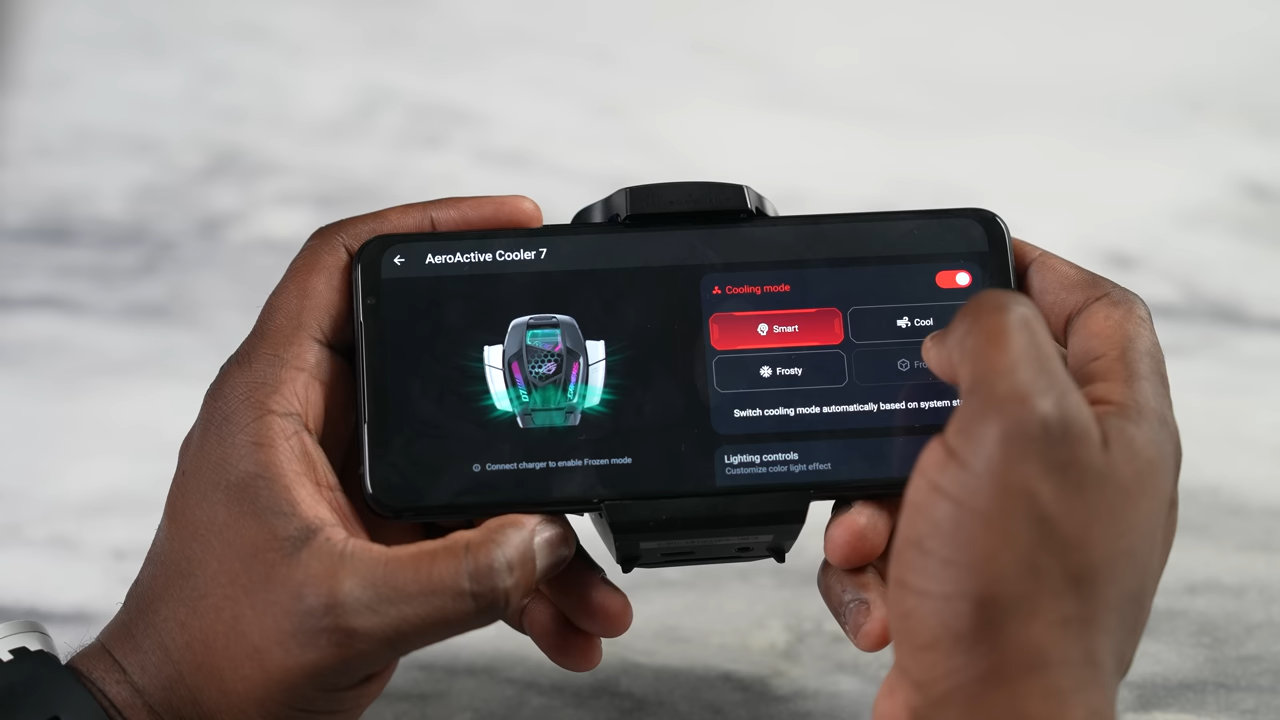 AeroActive Cooler 7
Cooling mode
Smart
Cool
Frosty
Switch cooling mode automatically based on system
Connect charger to enable Frozen mode
Lighting controls
Customize color light effect